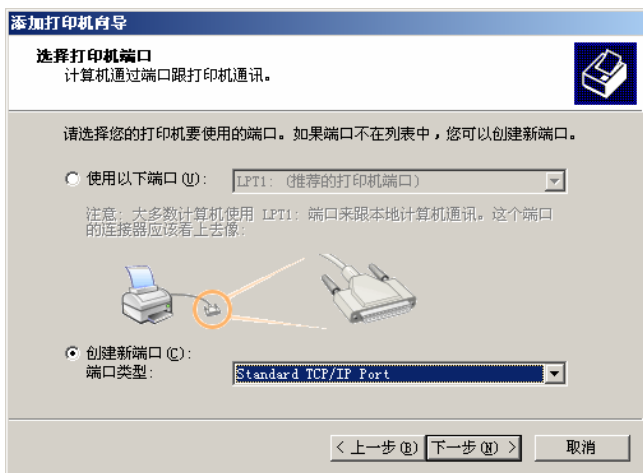 添加打印机向导
选择打印机端口
计算机通过端口跟打印机通讯。
请选择您的打印机要使用的端口。如果端口不在列表中，您可以创建新端口。
使用以下端口(U): LPT1: (推荐的打印机端口)
注意: 大多数计算机使用 LPT1: 端口来跟本地计算机通讯。这个端口
的连接器应该看上去像:
创建新端口(C):
端口类型: Standard TCP/IP Port
< 上一步(B) 下一步(N) > 取消